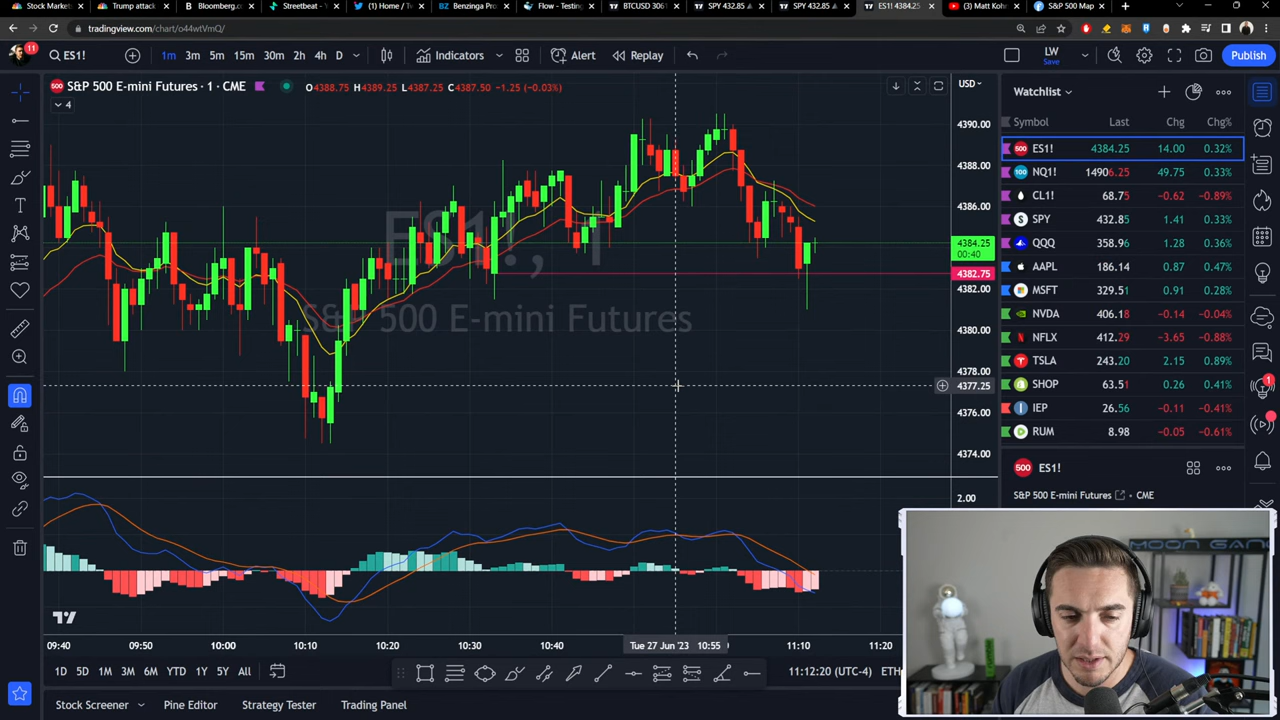 Stock Market
Trump attack
Bloomberg.c
Streetbeat -
(1) Home / Tw
Benzinga Pro
Flow - Testing
BTCUSD 3061
SPY 432.85
SPY 432.85
ES1! 4384.25
(3) Matt Koh
S&P 500 Map
tradingview.com/chart/o44wtVmQ/
11
ES1!
1m 3m 5m 15m 30m 2h 4h D
Indicators
Alert
Replay
LW
Save
Publish
S&P 500 E-mini Futures · 1 · CME
O4388.75 H4389.25 L4387.25 C4387.50 −1.25 (−0.03%)
4
USD
ES1!, 1
S&P 500 E-mini Futures
4390.00
4388.00
4386.00
4384.25
00:40
4382.75
4382.00
4380.00
4378.00
4377.25
4376.00
4374.00
2.00
09:40 09:50 10:00 10:10 10:20 10:30 10:40 Tue 27 Jun '23 10:55 11:10 11:20
1D 5D 1M 3M 6M YTD 1Y 5Y All
11:12:20 (UTC-4)
ETH
Stock Screener
Pine Editor
Strategy Tester
Trading Panel
Watchlist
Symbol Last Chg Chg%
ES1! 4384.25 14.00 0.32%
NQ1! 14906.25 49.75 0.33%
CL1! 68.75 −0.62 −0.89%
SPY 432.85 1.41 0.33%
QQQ 358.96 1.28 0.36%
AAPL 186.14 0.87 0.47%
MSFT 329.51 0.91 0.28%
NVDA 406.18 −0.14 −0.04%
NFLX 412.29 −3.65 −0.88%
TSLA 243.20 2.15 0.89%
SHOP 63.51 0.26 0.41%
IEP 26.56 −0.11 −0.41%
RUM 8.98 −0.05 −0.61%
ES1!
S&P 500 E-mini Futures · CME
1
MOON GANG